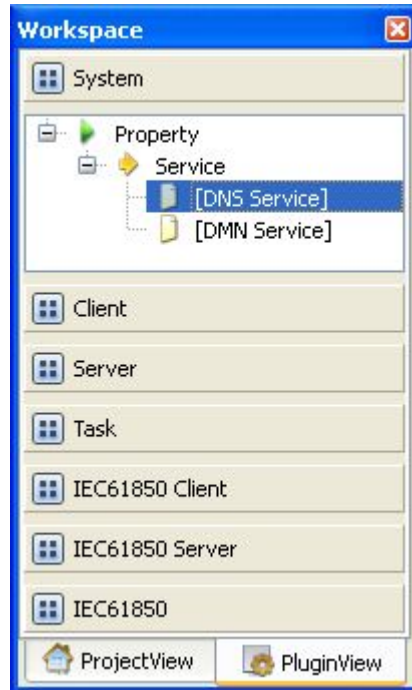 Workspace
System
Property
Service
[DNS Service]
[DMN Service]
Client
Server
Task
IEC61850 Client
IEC61850 Server
IEC61850
ProjectView PluginView